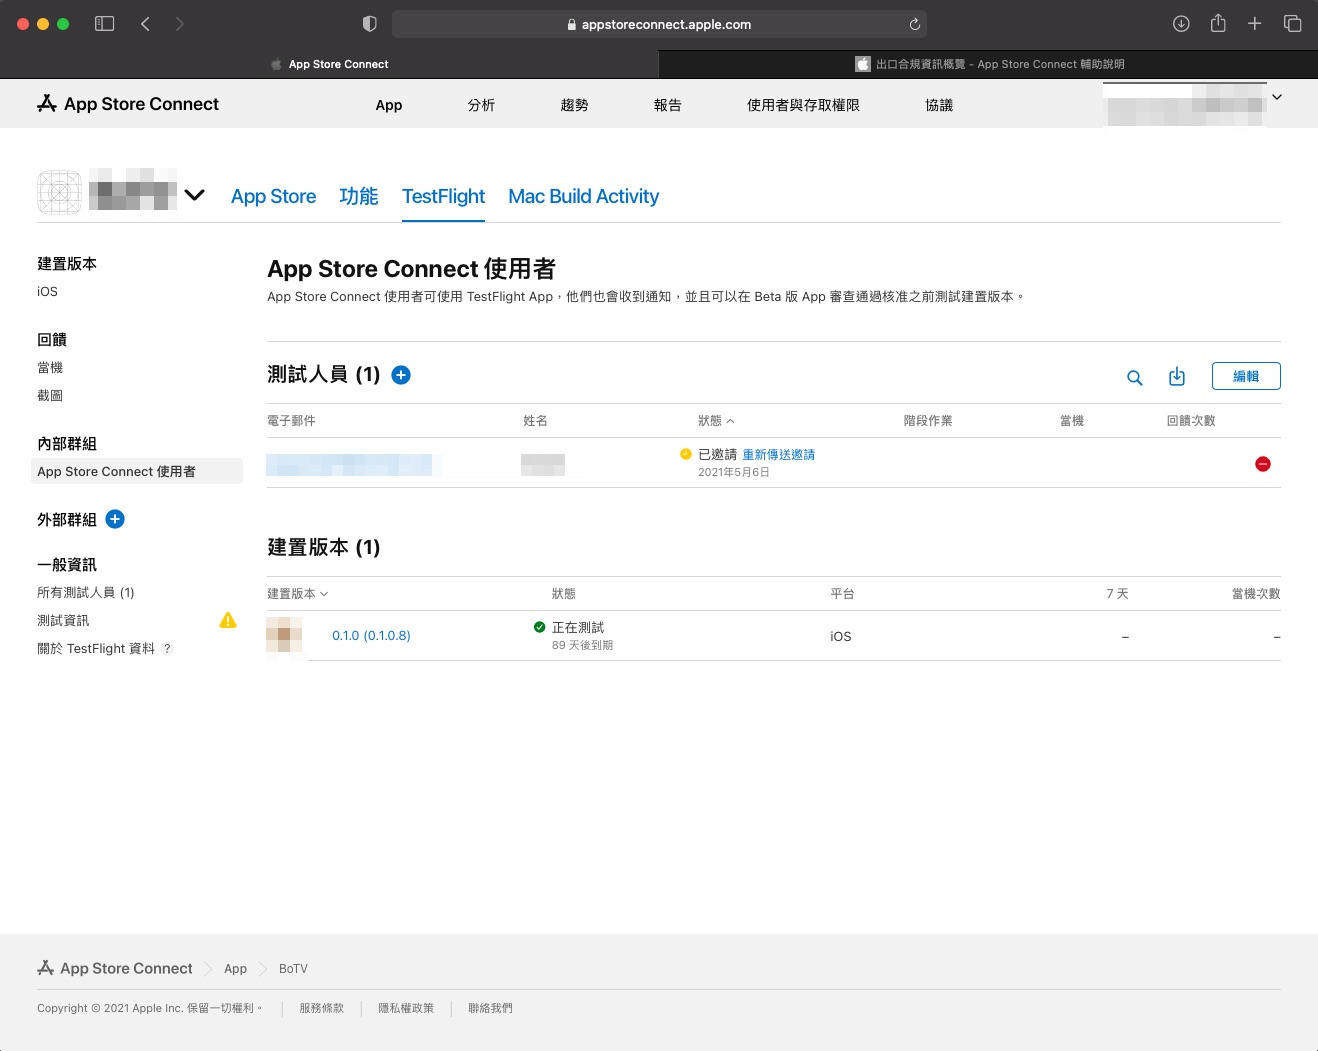 appstoreconnect.apple.com
App Store Connect
出口合規資訊概覽 - App Store Connect 輔助說明
App Store Connect
App
分析
趨勢
報告
使用者與存取權限
協議
App Store
功能
TestFlight
Mac Build Activity
建置版本
iOS
回饋
當機
截圖
內部群組
App Store Connect 使用者
外部群組
一般資訊
所有測試人員 (1)
測試資訊
關於 TestFlight 資料 ?
App Store Connect 使用者
App Store Connect 使用者可使用 TestFlight App，他們也會收到通知，並且可以在 Beta 版 App 審查通過核准之前測試建置版本。
測試人員 (1)
編輯
電子郵件 姓名 狀態 階段作業 當機 回饋次數
已邀請 重新傳送邀請
2021年5月6日
建置版本 (1)
建置版本 狀態 平台 7 天 當機次數
0.1.0 (0.1.0.8) 正在測試 iOS – –
89 天後到期
App Store Connect App BoTV
Copyright © 2021 Apple Inc. 保留一切權利。 服務條款 隱私權政策 聯絡我們